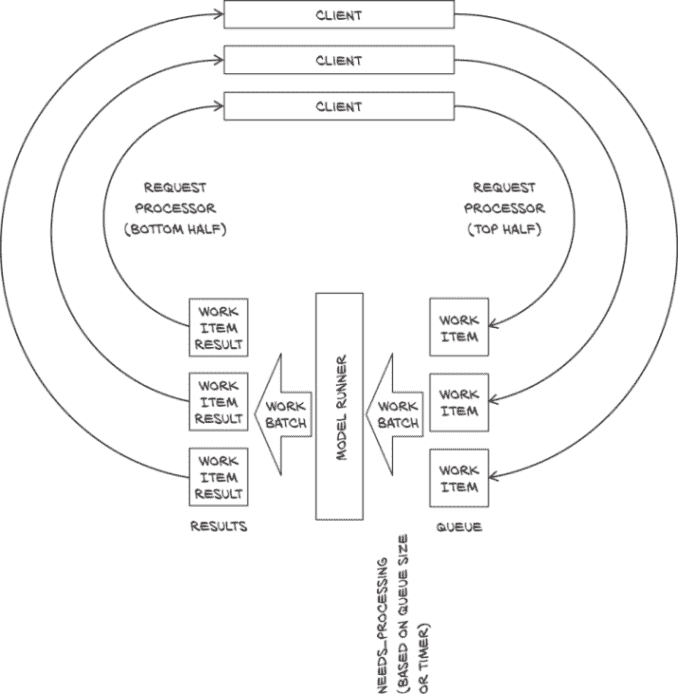 CLIENT
CLIENT
CLIENT
REQUEST
PROCESSOR
(BOTTOM HALF)
REQUEST
PROCESSOR
(TOP HALF)
WORK
ITEM
RESULT
WORK
ITEM
RESULT
WORK
ITEM
RESULT
RESULTS
WORK
BATCH
MODEL RUNNER
WORK
BATCH
WORK
ITEM
WORK
ITEM
WORK
ITEM
QUEUE
NEEDS_PROCESSING
(BASED ON QUEUE SIZE
OR TIMER)